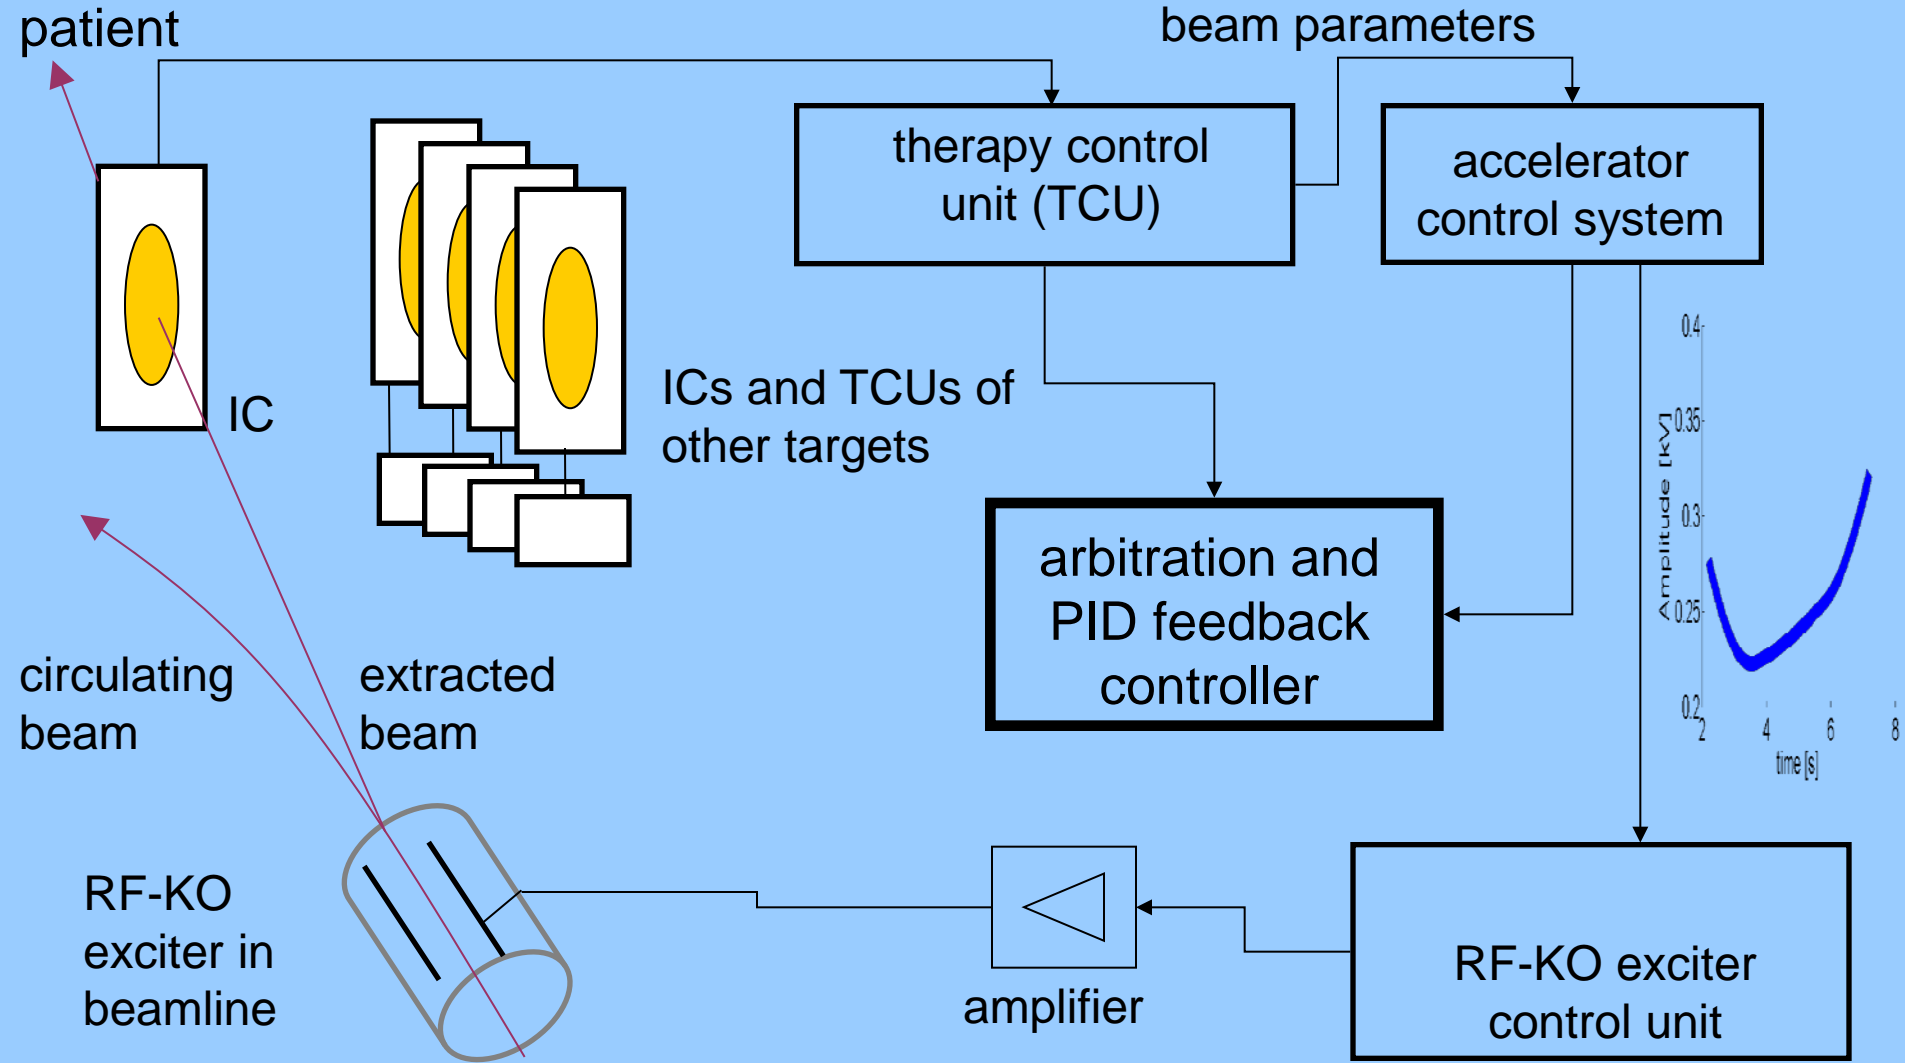 patient
beam parameters
therapy control
unit (TCU)
accelerator
control system
IC
ICs and TCUs of
other targets
arbitration and
PID feedback
controller
0.4
0.35
0.3
0.25
0.2
Amplitude [kV]
2
4
6
8
time [s]
circulating
beam
extracted
beam
RF-KO
exciter in
beamline
amplifier
RF-KO exciter
control unit